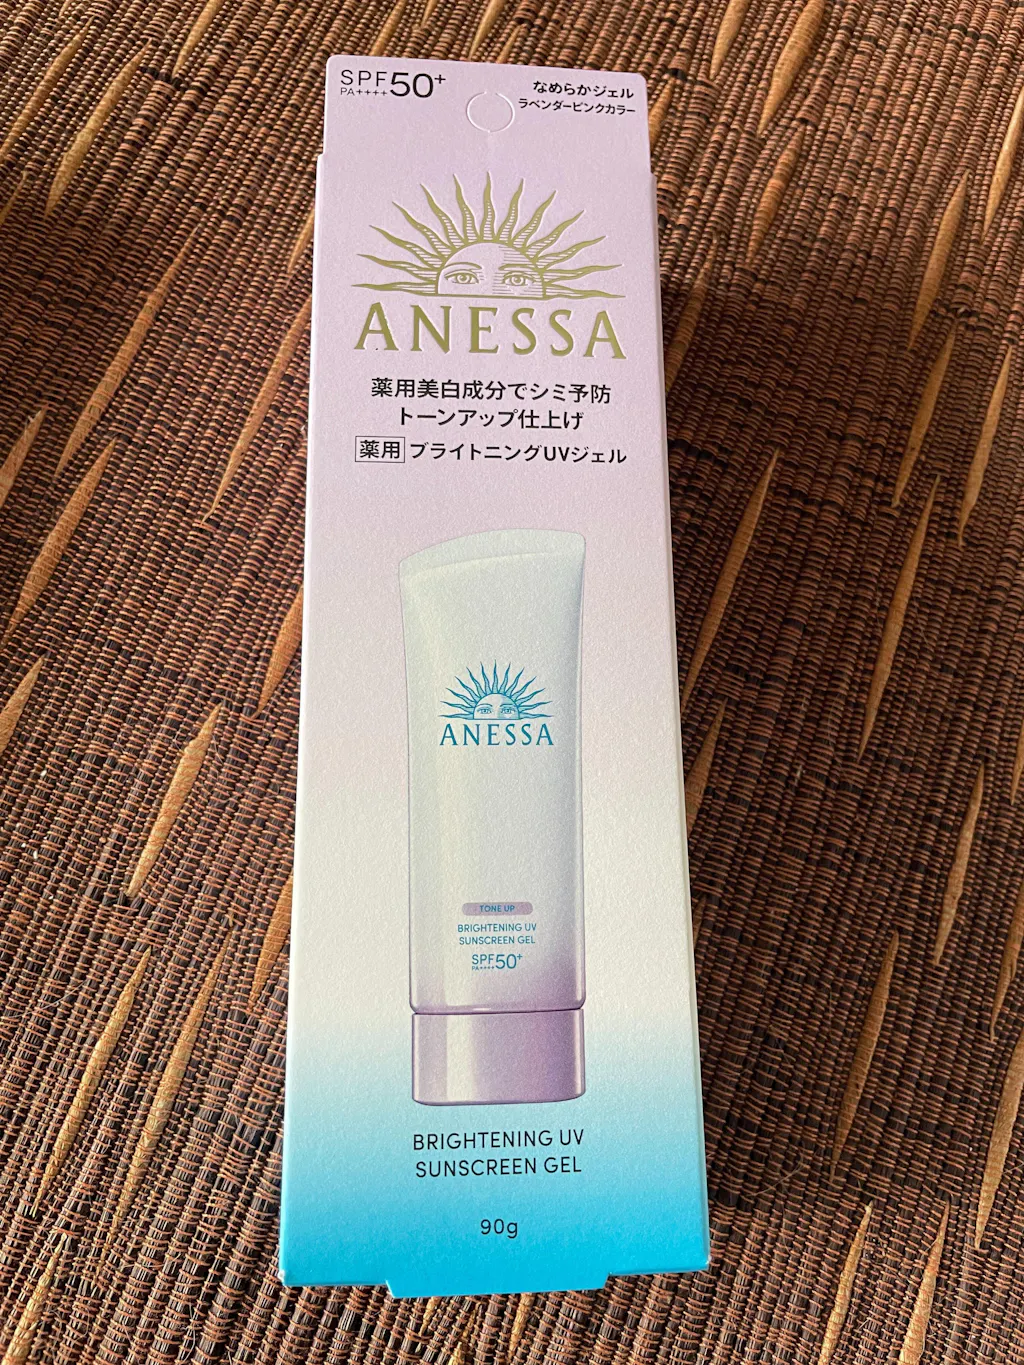 SPF50+
PA++++
なめらかジェル
ラベンダーピンクカラー
ANESSA
薬用美白成分でシミ予防
トーンアップ仕上げ
薬用 ブライトニングUVジェル
ANESSA
TONE UP
BRIGHTENING UV
SUNSCREEN GEL
SPF50+
PA++++
BRIGHTENING UV
SUNSCREEN GEL
90g